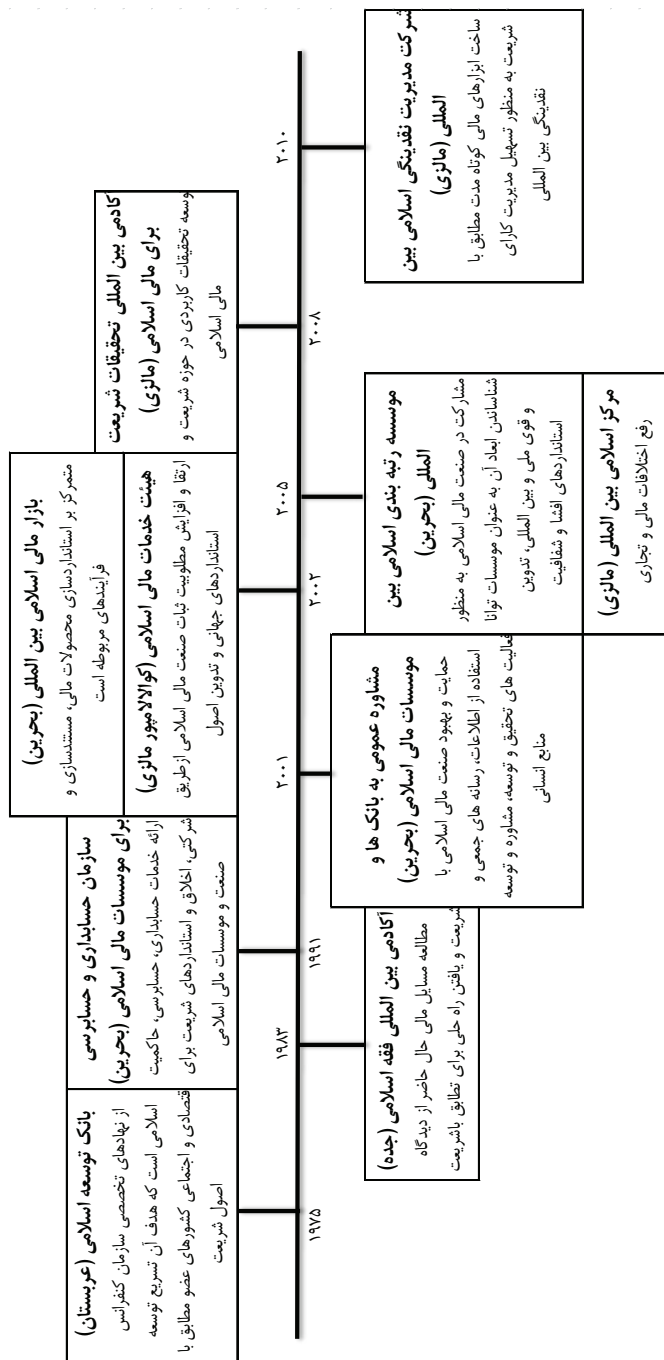 بانک توسعه اسلامی (عربستان)
از نهادهای تخصصی سازمان کنفرانس
اسلامی است که هدف آن تسریع توسعه
قتصادی و اجتماعی کشورهای عضو مطابق با
اصول شریعت
۱۹۷۵
آکادمی بین المللی فقه اسلامی (جده)
مطالعه مسایل مالی حال حاضر از دیدگاه
شریعت و یافتن راه حلی برای تطابق باشریعت
۱۹۸۳
سازمان حسابداری و حسابرسی
برای موسسات مالی اسلامی (بحرین)
ارائه خدمات حسابداری، حسابرسی، حاکمیت
شرکتی، اخلاق و استانداردهای شریعت برای
صنعت و موسسات مالی اسلامی
۱۹۹۱
مشاوره عمومی به بانک ها و
موسسات مالی اسلامی (بحرین)
حمایت و بهبود صنعت مالی اسلامی با
استفاده از اطلاعات، رسانه های جمعی و
فعالیت های تحقیق و توسعه، مشاوره و توسعه
منابع انسانی
۲۰۰۱
بازار مالی اسلامی بین المللی (بحرین)
متمرکز بر استانداردسازی محصولات مالی، مستندسازی و
فرآیندهای مربوطه است
هیئت خدمات مالی اسلامی (کوالالامپور مالزی)
ارتقا و افزایش مطلوبیت ثبات صنعت مالی اسلامی ازطریق
استانداردهای جهانی و تدوین اصول
۲۰۰۲
موسسه رتبه بندی اسلامی بین
المللی (بحرین)
مشارکت در صنعت مالی اسلامی به منظور
شناساندن ابعاد آن به عنوان موسسات توانا
و قوی ملی و بین المللی، تدوین
استانداردهای افشا و شفافیت
مرکز اسلامی بین المللی (مالزی)
رفع اختلافات مالی و تجاری
۲۰۰۵
کادمی بین المللی تحقیقات شریعت
برای مالی اسلامی (مالزی)
توسعه تحقیقات کاربردی در حوزه شریعت و
مالی اسلامی
۲۰۰۸
شرکت مدیریت نقدینگی اسلامی بین
المللی (مالزی)
ساخت ابزارهای مالی کوتاه مدت مطابق با
شریعت به منظور تسهیل مدیریت کارای
نقدینگی بین المللی
۲۰۱۰